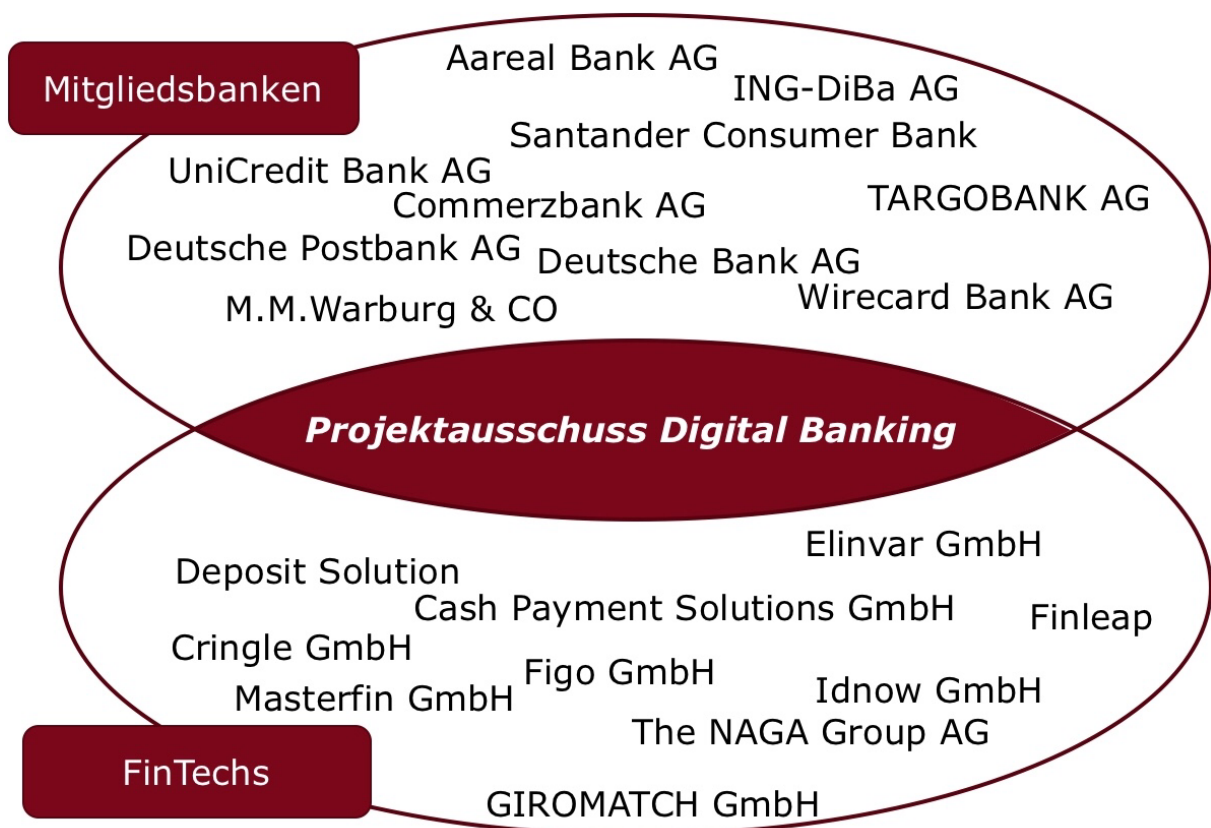 Mitgliedsbanken
Aareal Bank AG
ING-DiBa AG
Santander Consumer Bank
UniCredit Bank AG
TARGOBANK AG
Commerzbank AG
Deutsche Postbank AG
Deutsche Bank AG
Wirecard Bank AG
M.M.Warburg & CO
Projektausschuss Digital Banking
Elinvar GmbH
Deposit Solution
Cash Payment Solutions GmbH
Finleap
Cringle GmbH
Figo GmbH
Idnow GmbH
Masterfin GmbH
The NAGA Group AG
FinTechs
GIROMATCH GmbH